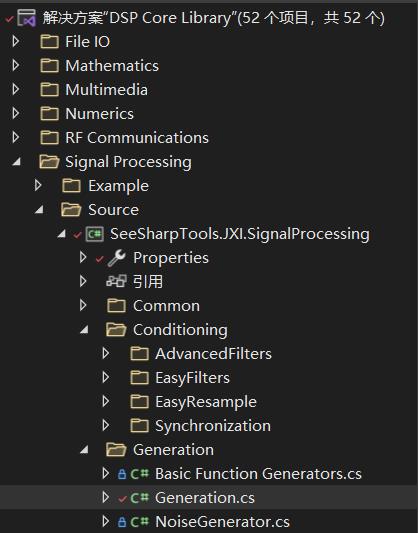 解决方案“DSP Core Library”(52 个项目，共 52 个)
File IO
Mathematics
Multimedia
Numerics
RF Communications
Signal Processing
Example
Source
SeeSharpTools.JXI.SignalProcessing
Properties
引用
Common
Conditioning
AdvancedFilters
EasyFilters
EasyResample
Synchronization
Generation
Basic Function Generators.cs
Generation.cs
NoiseGenerator.cs